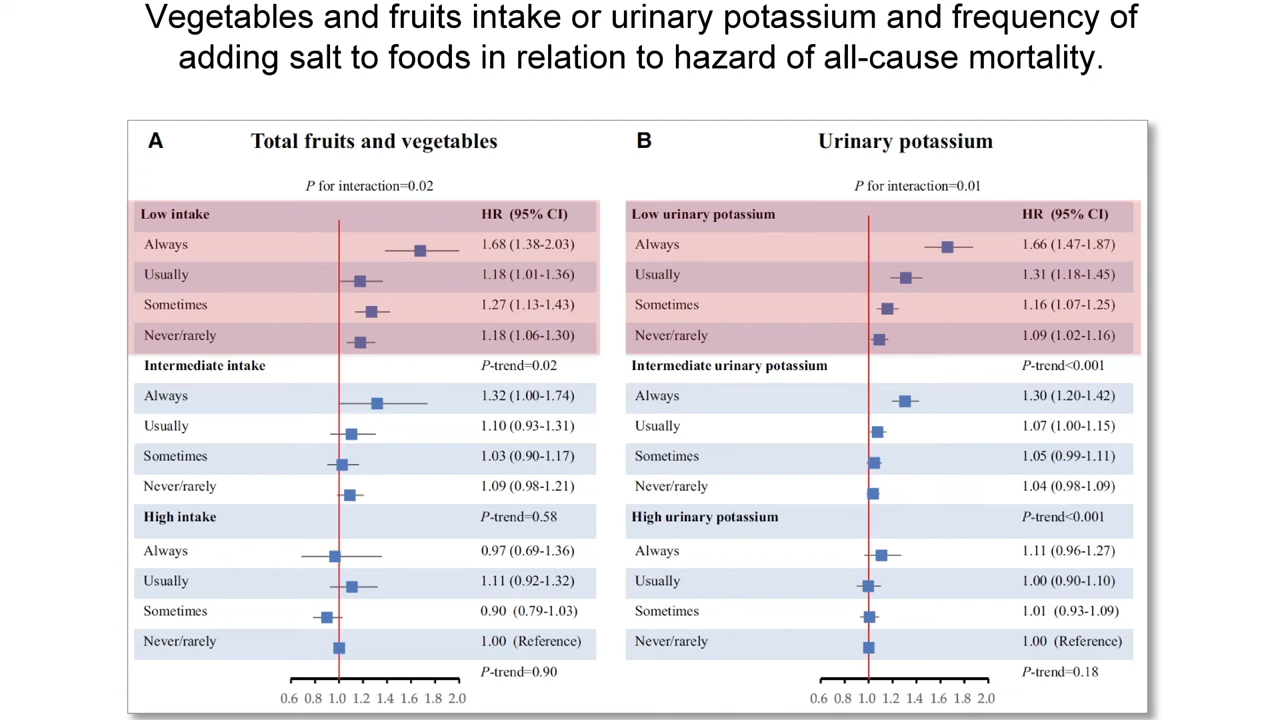 Vegetables and fruits intake or urinary potassium and frequency of
adding salt to foods in relation to hazard of all-cause mortality.
A Total fruits and vegetables
P for interaction=0.02
Low intake HR (95% CI)
Always 1.68 (1.38-2.03)
Usually 1.18 (1.01-1.36)
Sometimes 1.27 (1.13-1.43)
Never/rarely 1.18 (1.06-1.30)
Intermediate intake P-trend=0.02
Always 1.32 (1.00-1.74)
Usually 1.10 (0.93-1.31)
Sometimes 1.03 (0.90-1.17)
Never/rarely 1.09 (0.98-1.21)
High intake P-trend=0.58
Always 0.97 (0.69-1.36)
Usually 1.11 (0.92-1.32)
Sometimes 0.90 (0.79-1.03)
Never/rarely 1.00 (Reference)
P-trend=0.90
0.6 0.8 1.0 1.2 1.4 1.6 1.8 2.0
B Urinary potassium
P for interaction=0.01
Low urinary potassium HR (95% CI)
Always 1.66 (1.47-1.87)
Usually 1.31 (1.18-1.45)
Sometimes 1.16 (1.07-1.25)
Never/rarely 1.09 (1.02-1.16)
Intermediate urinary potassium P-trend<0.001
Always 1.30 (1.20-1.42)
Usually 1.07 (1.00-1.15)
Sometimes 1.05 (0.99-1.11)
Never/rarely 1.04 (0.98-1.09)
High urinary potassium P-trend<0.001
Always 1.11 (0.96-1.27)
Usually 1.00 (0.90-1.10)
Sometimes 1.01 (0.93-1.09)
Never/rarely 1.00 (Reference)
P-trend=0.18
0.6 0.8 1.0 1.2 1.4 1.6 1.8 2.0